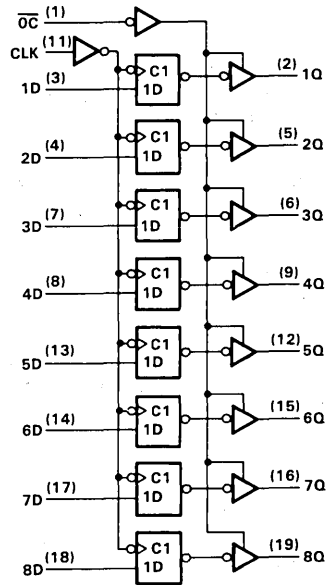 OC (1)
CLK (11)
C1
1D (3)
1D
(2)
1Q
C1
2D (4)
1D
(5)
2Q
C1
3D (7)
1D
(6)
3Q
C1
4D (8)
1D
(9)
4Q
C1
5D (13)
1D
(12)
5Q
C1
6D (14)
1D
(15)
6Q
C1
7D (17)
1D
(16)
7Q
C1
8D (18)
1D
(19)
8Q